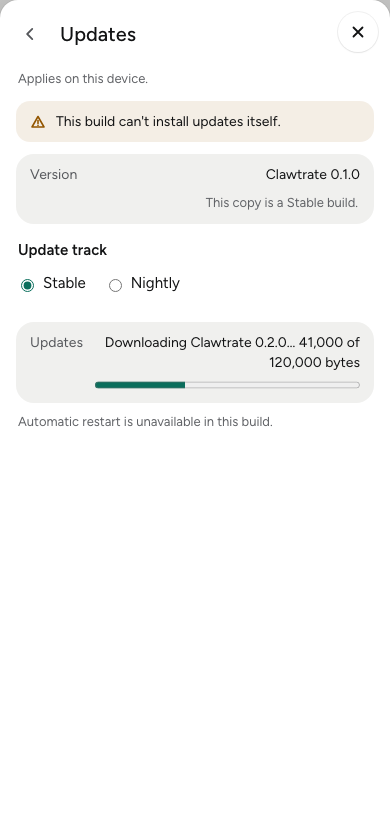 Updates
Applies on this device.
This build can't install updates itself.
Version
Clawtrate 0.1.0
This copy is a Stable build.
Update track
Stable
Nightly
Updates
Downloading Clawtrate 0.2.0... 41,000 of
120,000 bytes
Automatic restart is unavailable in this build.